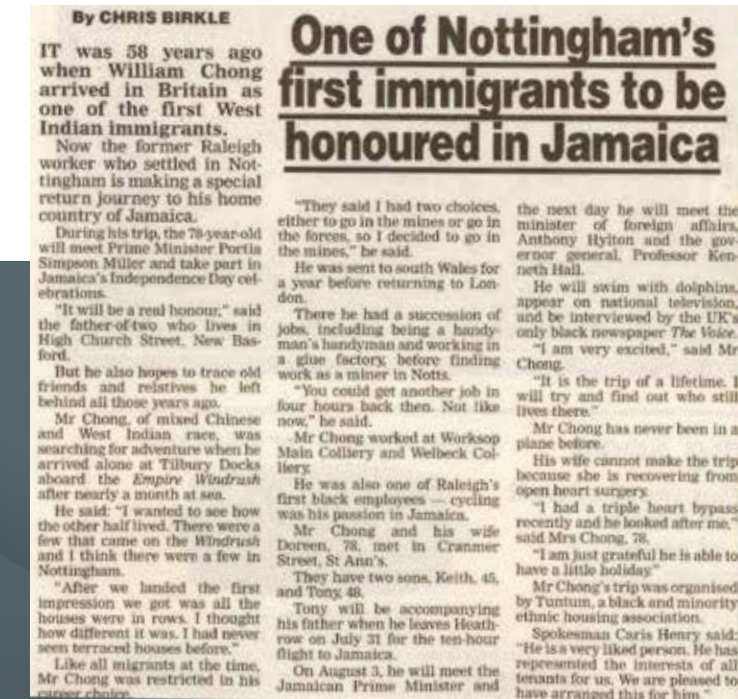 By CHRIS BIRKLE
One of Nottingham's
first immigrants to be
honoured in Jamaica
IT was 58 years ago
when William Chong
arrived in Britain as
one of the first West
Indian immigrants.
Now the former Raleigh
worker who settled in Not-
tingham is making a special
return journey to his home
country of Jamaica.
During his trip, the 78-year-old
will meet Prime Minister Portia
Simpson Miller and take part in
Jamaica's Independence Day cel-
ebrations.
"It will be a real honour," said
the father-of-two who lives in
High Church Street, New Bas-
ford.
But he also hopes to trace old
friends and relatives he left
behind all those years ago.
Mr Chong, of mixed Chinese
and West Indian race, was
searching for adventure when he
arrived alone at Tilbury Docks
aboard the Empire Windrush
after nearly a month at sea.
He said: "I wanted to see how
the other half lived. There were a
few that came on the Windrush
and I think there were a few in
Nottingham.
"After we landed the first
impression we got was all the
houses were in rows. I thought
how different it was. I had never
seen terraced houses before."
Like all migrants at the time,
Mr Chong was restricted in his
career choice.
"They said I had two choices,
either to go in the mines or go in
the forces, so I decided to go in
the mines," he said.
He was sent to south Wales for
a year before returning to Lon-
don.
There he had a succession of
jobs, including being a handy-
man's handyman and working in
a glue factory, before finding
work as a miner in Notts.
"You could get another job in
four hours back then. Not like
now," he said.
Mr Chong worked at Worksop
Main Colliery and Welbeck Col-
liery.
He was also one of Raleigh's
first black employees — cycling
was his passion in Jamaica.
Mr Chong and his wife
Doreen, 78, met in Cranmer
Street, St Ann's.
They have two sons, Keith, 45,
and Tony, 48.
Tony will be accompanying
his father when he leaves Heath-
row on July 31 for the ten-hour
flight to Jamaica.
On August 3, he will meet the
Jamaican Prime Minister and
the next day he will meet the
minister of foreign affairs,
Anthony Hylton and the gov-
ernor general, Professor Ken-
neth Hall.
He will swim with dolphins,
appear on national television,
and be interviewed by the UK's
only black newspaper The Voice.
"I am very excited," said Mr
Chong.
"It is the trip of a lifetime. I
will try and find out who still
lives there."
Mr Chong has never been in a
plane before.
His wife cannot make the trip
because she is recovering from
open heart surgery.
"I had a triple heart bypass
recently and he looked after me,"
said Mrs Chong, 78.
"I am just grateful he is able to
have a little holiday."
Mr Chong's trip was organised
by Tuntum, a black and minority
ethnic housing association.
Spokesman Caris Henry said:
"He is a very liked person. He has
represented the interests of all
tenants for us. We are pleased to
have arranged this for him